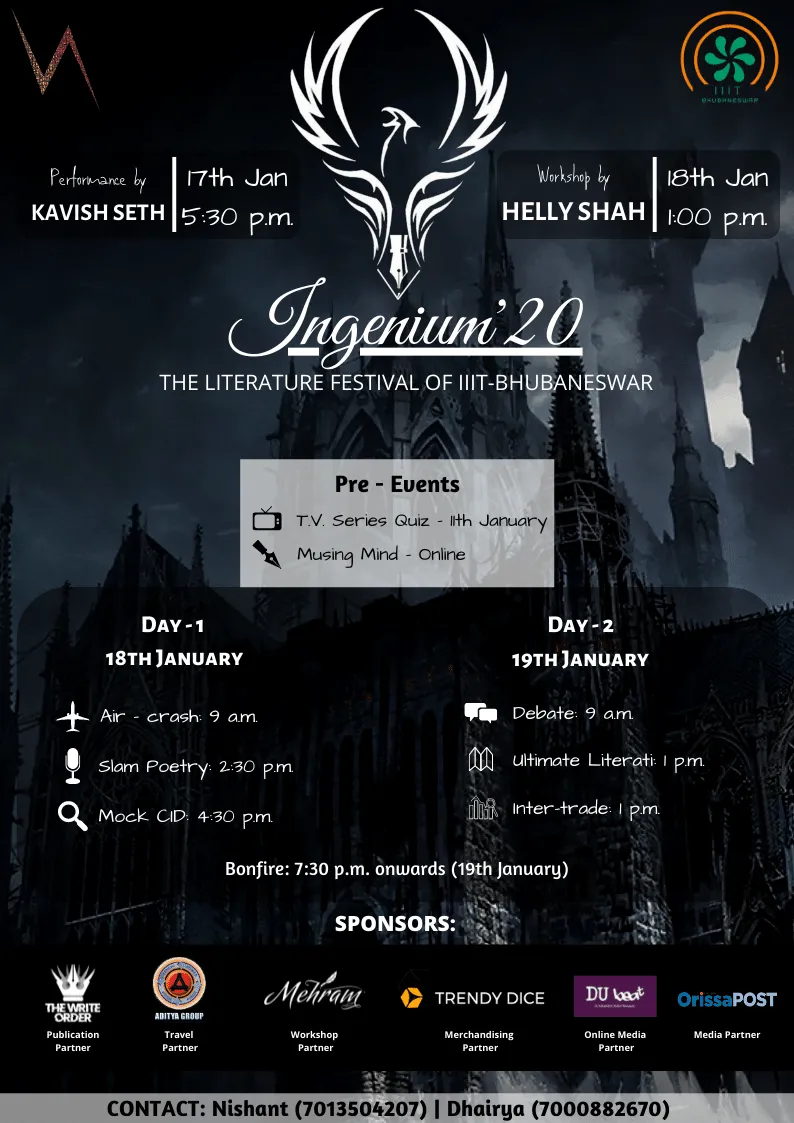 IIIT
BHUBANESWAR
Performance by
KAVISH SETH
17th Jan
5:30 p.m.
Workshop by
HELLY SHAH
18th Jan
1:00 p.m.
Ingenium'20
THE LITERATURE FESTIVAL OF IIIT-BHUBANESWAR
Pre - Events
T.V. Series Quiz - 11th January
Musing Mind - Online
DAY - 1
18TH JANUARY
Air - crash: 9 a.m.
Slam Poetry: 2:30 p.m.
Mock CID: 4:30 p.m.
DAY - 2
19TH JANUARY
Debate: 9 a.m.
Ultimate Literati: 1 p.m.
Inter-trade: 1 p.m.
Bonfire: 7:30 p.m. onwards (19th January)
SPONSORS:
THE WRITE
ORDER
Publication
Partner
ADITYA GROUP
Travel
Partner
Mehram
Workshop
Partner
TRENDY DICE
Merchandising
Partner
DU beat
Online Media
Partner
OrissaPOST
Media Partner
CONTACT: Nishant (7013504207) | Dhairya (7000882670)